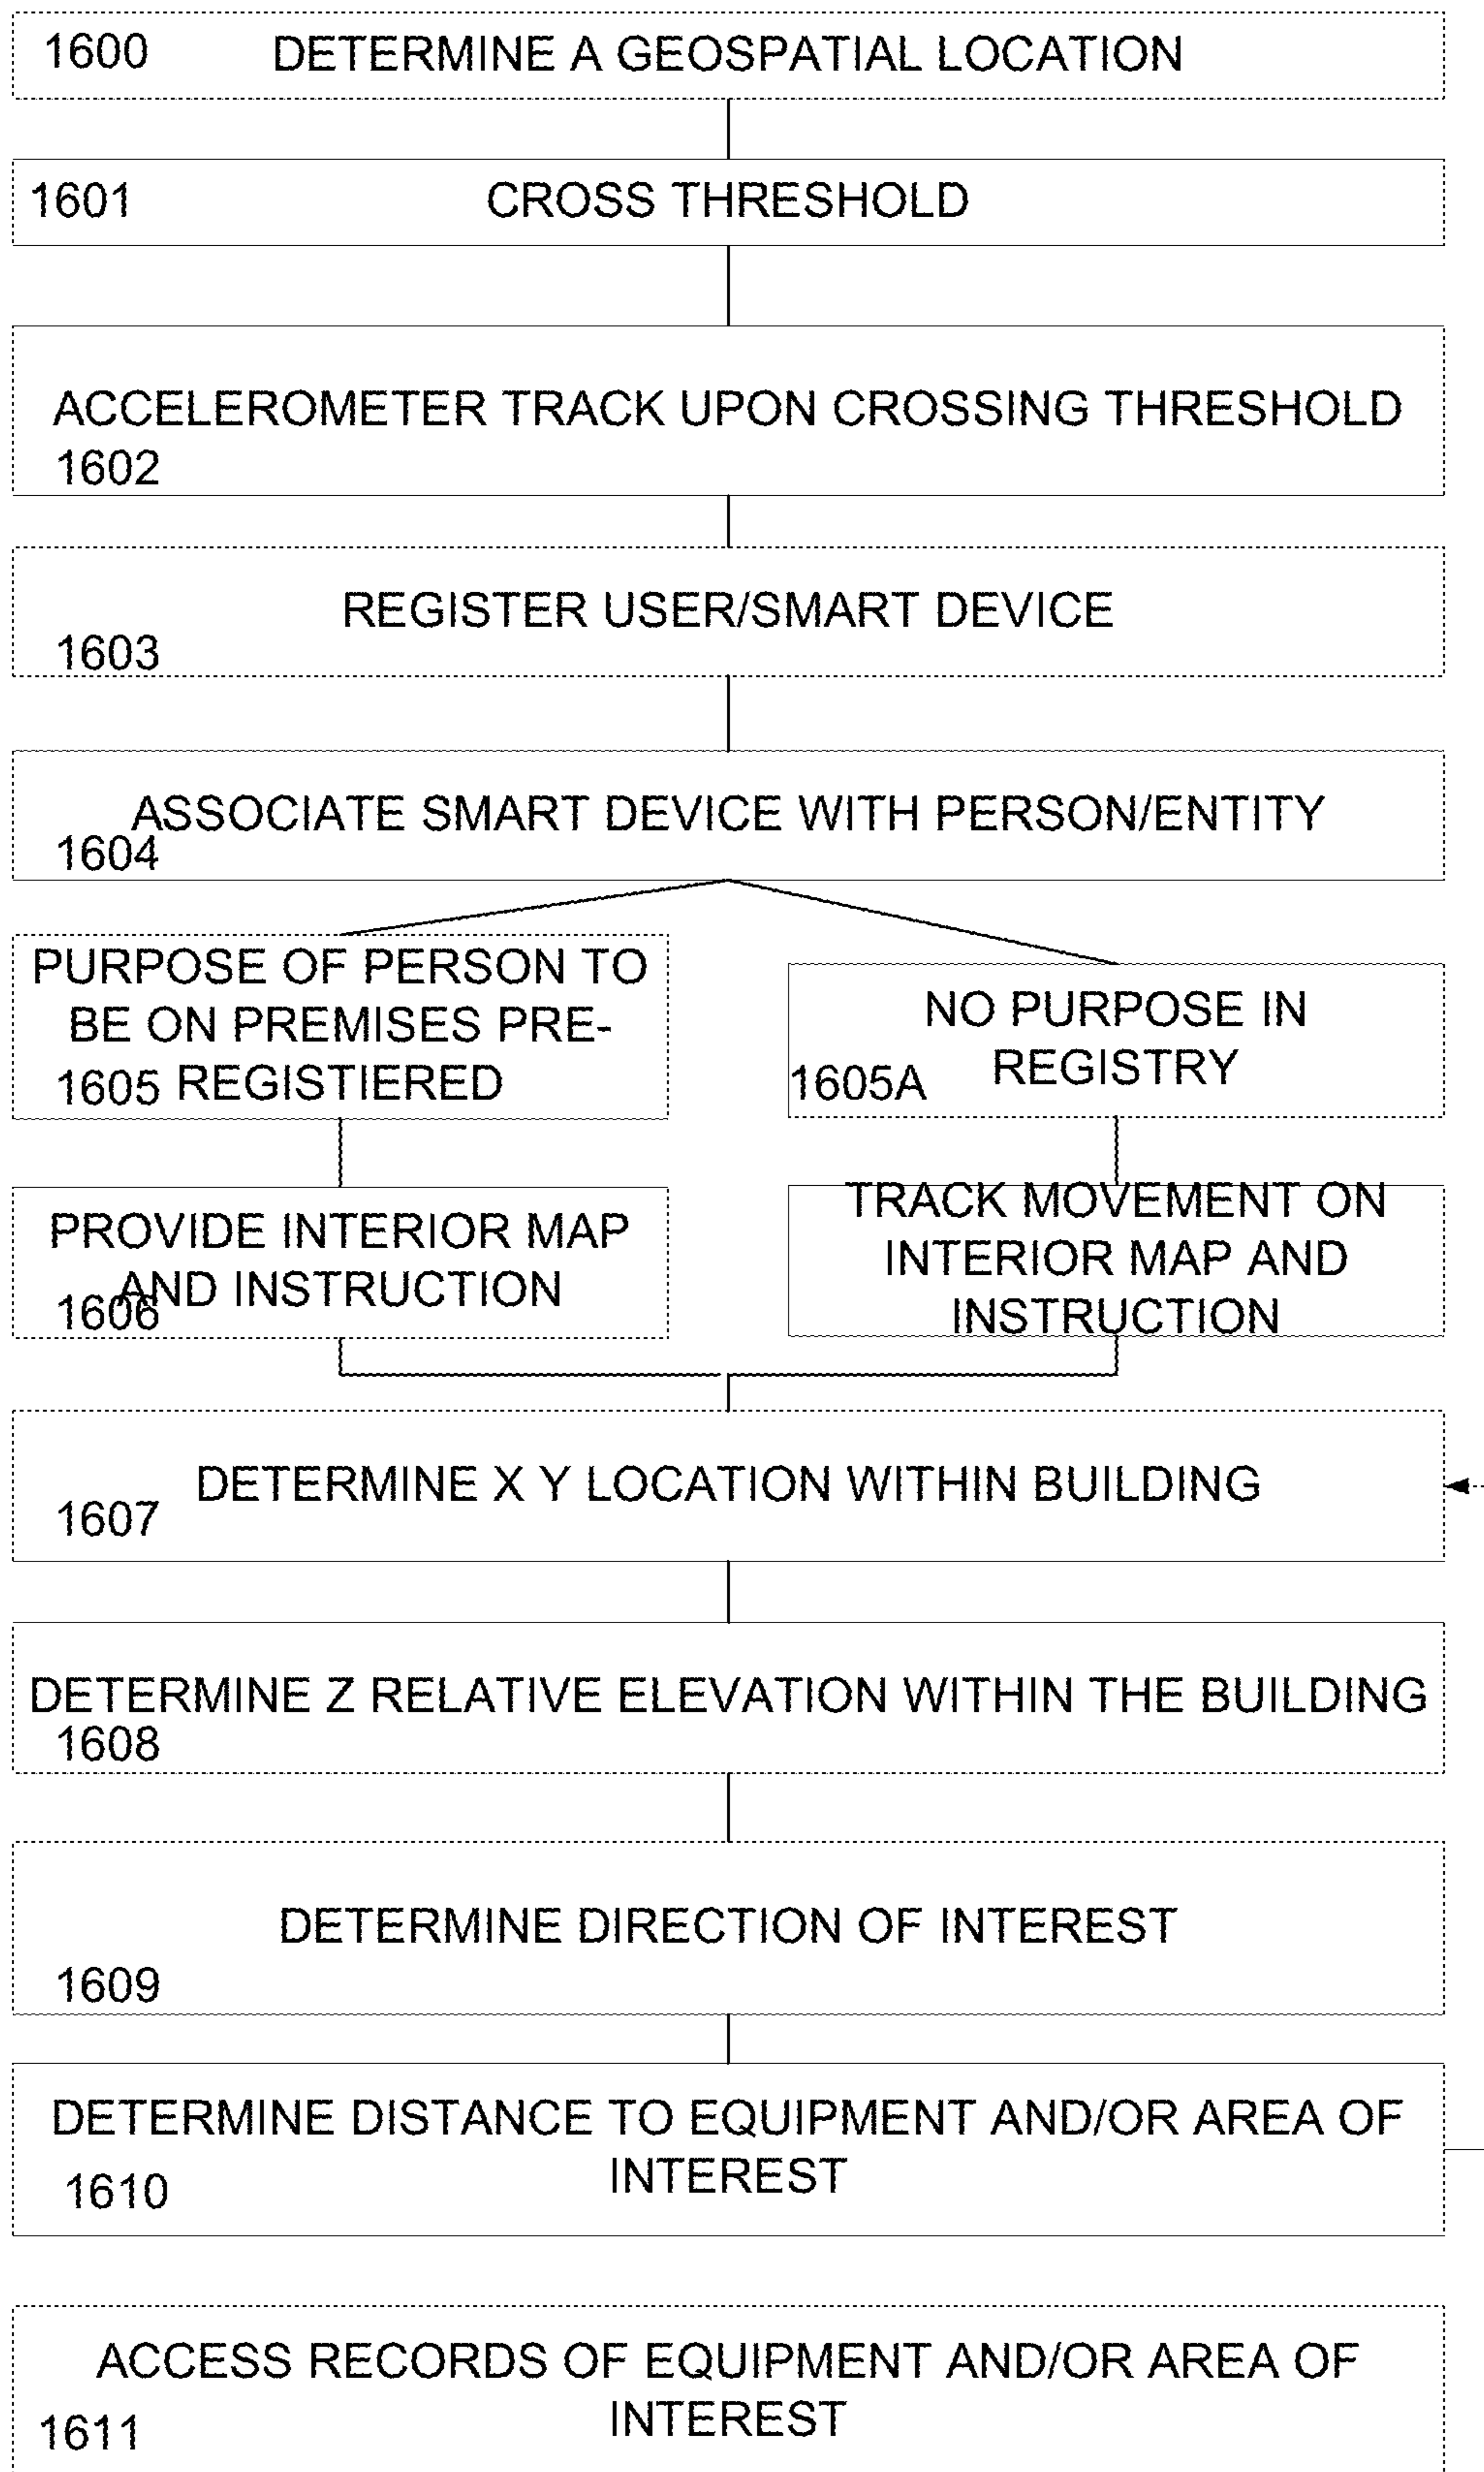 1600 DETERMINE A GEOSPATIAL LOCATION
1601 CROSS THRESHOLD
ACCELEROMETER TRACK UPON CROSSING THRESHOLD
1602
REGISTER USER/SMART DEVICE
1603
ASSOCIATE SMART DEVICE WITH PERSON/ENTITY
1604
PURPOSE OF PERSON TO
BE ON PREMISES PRE-
1605 REGISTIERED
NO PURPOSE IN
REGISTRY
1605A
PROVIDE INTERIOR MAP
AND INSTRUCTION
1606
TRACK MOVEMENT ON
INTERIOR MAP AND
INSTRUCTION
DETERMINE X Y LOCATION WITHIN BUILDING
1607
DETERMINE Z RELATIVE ELEVATION WITHIN THE BUILDING
1608
DETERMINE DIRECTION OF INTEREST
1609
DETERMINE DISTANCE TO EQUIPMENT AND/OR AREA OF
INTEREST
1610
ACCESS RECORDS OF EQUIPMENT AND/OR AREA OF
INTEREST
1611